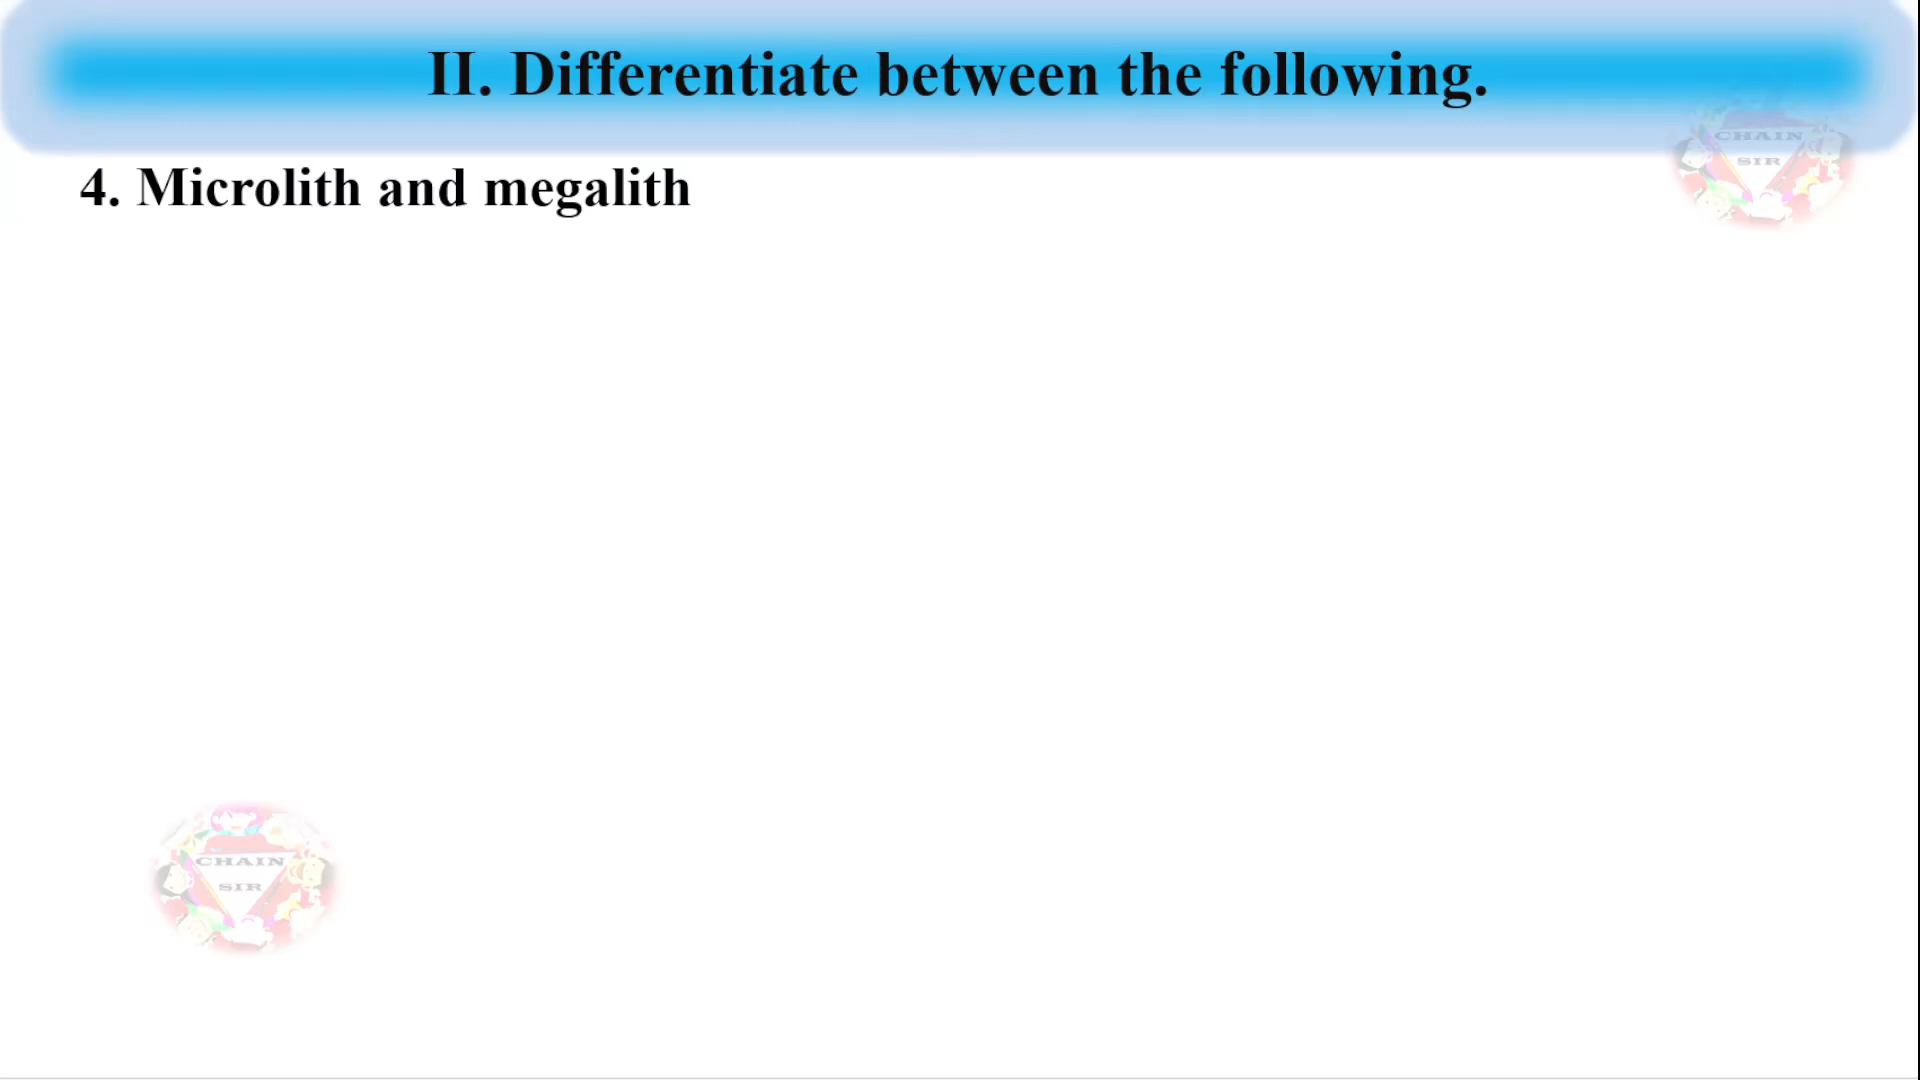 II. Differentiate between the following.
CHAIN
SIR
4. Microlith and megalith
CHAIN
SIR